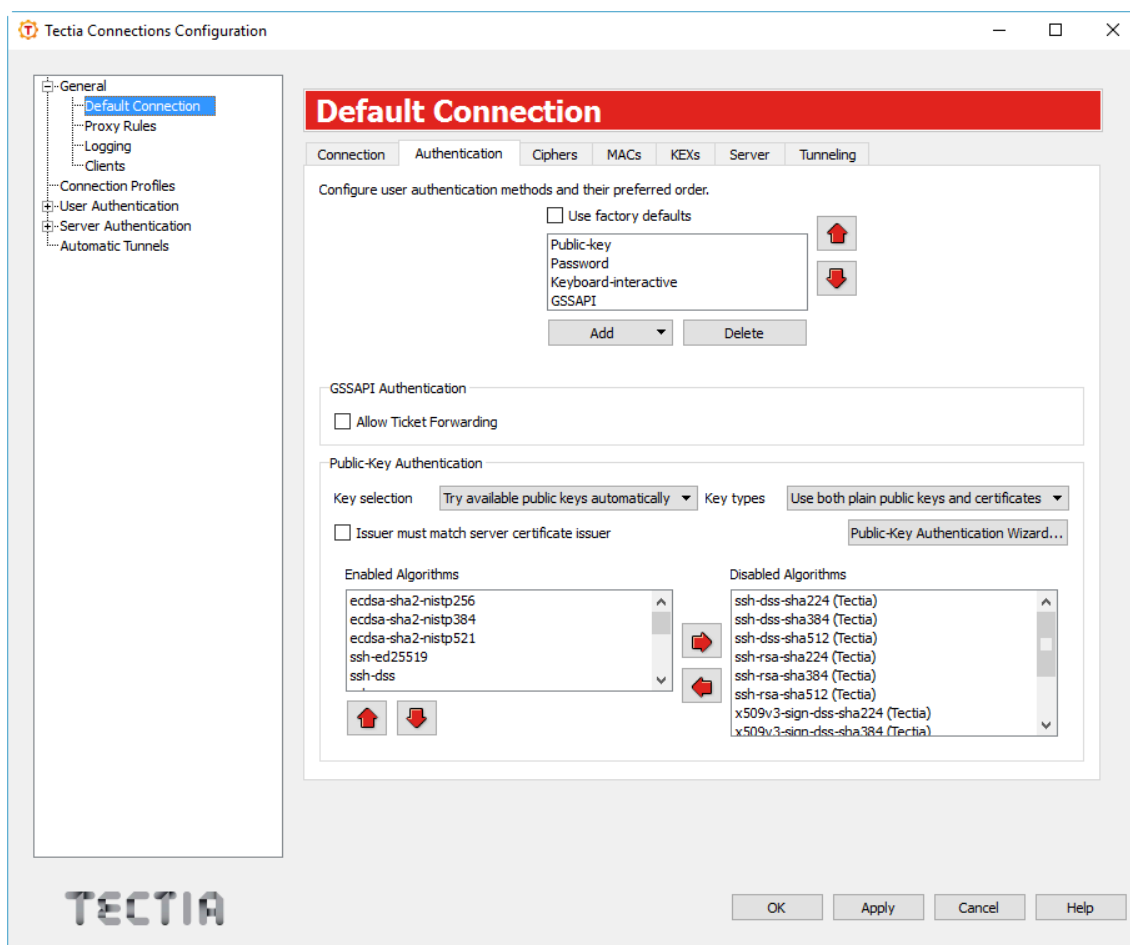 Tectia Connections Configuration
General
Default Connection
Proxy Rules
Logging
Clients
Connection Profiles
User Authentication
Server Authentication
Automatic Tunnels
Default Connection
Connection Authentication Ciphers MACs KEXs Server Tunneling
Configure user authentication methods and their preferred order.
Use factory defaults
Public-key
Password
Keyboard-interactive
GSSAPI
Add Delete
GSSAPI Authentication
Allow Ticket Forwarding
Public-Key Authentication
Key selection Try available public keys automatically Key types Use both plain public keys and certificates
Issuer must match server certificate issuer Public-Key Authentication Wizard...
Enabled Algorithms
ecdsa-sha2-nistp256
ecdsa-sha2-nistp384
ecdsa-sha2-nistp521
ssh-ed25519
ssh-dss
Disabled Algorithms
ssh-dss-sha224 (Tectia)
ssh-dss-sha384 (Tectia)
ssh-dss-sha512 (Tectia)
ssh-rsa-sha224 (Tectia)
ssh-rsa-sha384 (Tectia)
ssh-rsa-sha512 (Tectia)
x509v3-sign-dss-sha224 (Tectia)
x509v3-sign-dss-sha384 (Tectia)
TECTIA
OK Apply Cancel Help